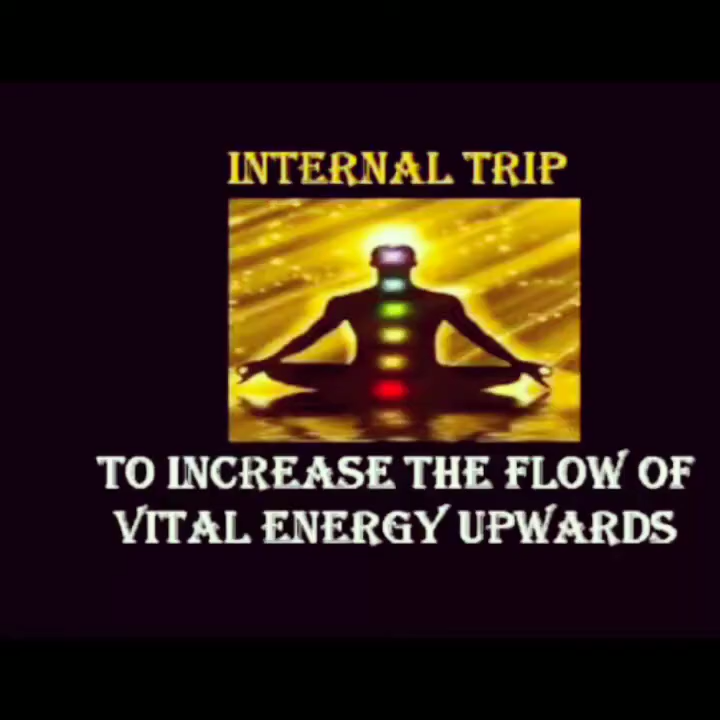 INTERNAL TRIP
TO INCREASE THE FLOW OF
VITAL ENERGY UPWARDS